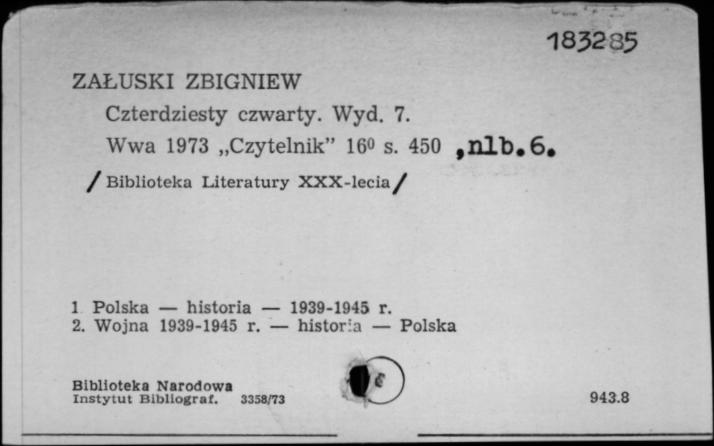 183285
ZAŁUSKI ZBIGNIEW
Czterdziesty czwarty. Wyd. 7.
Wwa 1973 „Czytelnik” 16⁰ s. 450 ,nlb.6.
/Biblioteka Literatury XXX-lecia/
1 Polska — historia — 1939-1945 r.
2. Wojna 1939-1945 r. — historia — Polska
Biblioteka Narodowa
Instytut Bibliograf. 3358/73
943.8